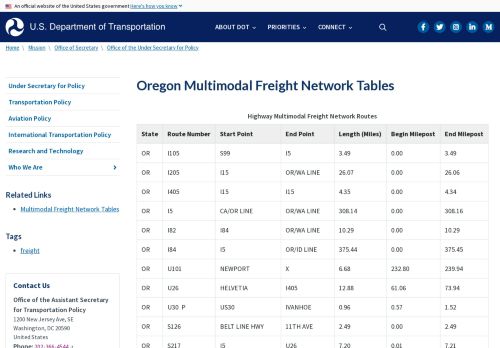 An official website of the United States government Here's how you know
U.S. Department of Transportation
ABOUT DOT PRIORITIES CONNECT
Home \ Mission \ Office of Secretary \ Office of the Under Secretary for Policy
Under Secretary for Policy
Transportation Policy
Aviation Policy
International Transportation Policy
Research and Technology
Who We Are
Related Links
Multimodal Freight Network Tables
Tags
freight
Contact Us
Office of the Assistant Secretary
for Transportation Policy
1200 New Jersey Ave, SE
Washington, DC 20590
United States
Phone: 202-366-4544
Oregon Multimodal Freight Network Tables
Highway Multimodal Freight Network Routes
State Route Number Start Point End Point Length (Miles) Begin Milepost End Milepost
OR I105 S99 I5 3.49 0.00 3.49
OR I205 I15 OR/WA LINE 26.07 0.00 26.06
OR I405 I15 I15 4.35 0.00 4.34
OR I5 CA/OR LINE OR/WA LINE 308.14 0.00 308.16
OR I82 I84 OR/WA LINE 10.29 0.00 10.29
OR I84 I5 OR/ID LINE 375.44 0.00 375.45
OR U101 NEWPORT X 6.68 232.80 239.94
OR U26 HELVETIA I405 12.88 61.06 73.94
OR U30 P US30 IVANHOE 0.96 0.57 1.52
OR S126 BELT LINE HWY 11TH AVE 2.49 0.00 2.49
OR S217 I5 U26 7.20 0.01 7.21